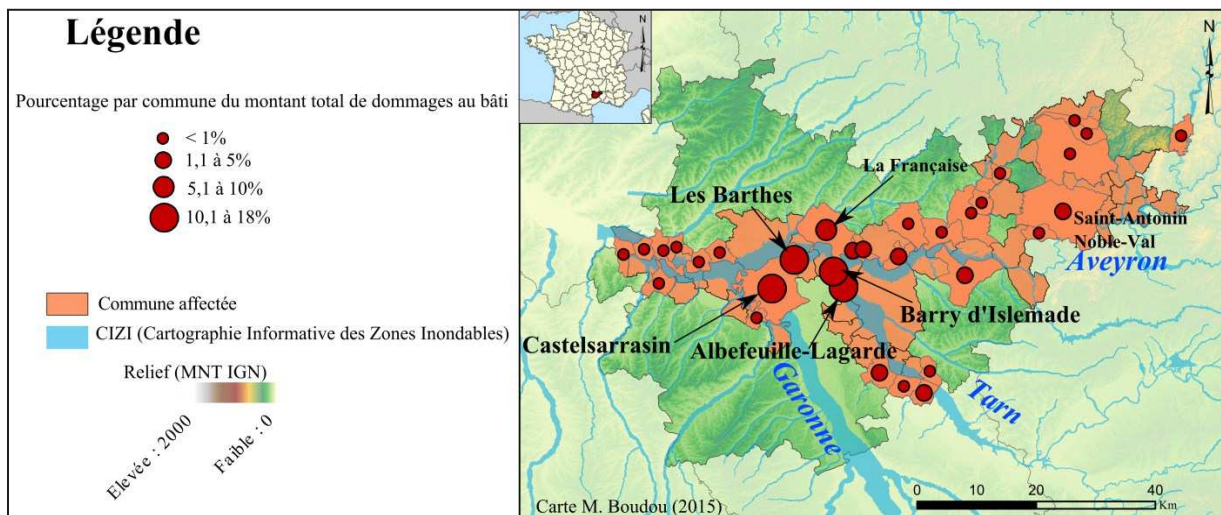 Légende
Pourcentage par commune du montant total de dommages au bâti
< 1%
1,1 à 5%
5,1 à 10%
10,1 à 18%
Commune affectée
CIZI (Cartographie Informative des Zones Inondables)
Relief (MNT IGN)
Elevée : 2000
Faible : 0
N
N
La Française
Les Barthes
Saint-Antonin
Noble-Val
Aveyron
Barry d'Islemade
Castelsarrasin
Albefeuille-Lagarde
Garonne
Tarn
Carte M. Boudou (2015)
0 10 20 40
Km